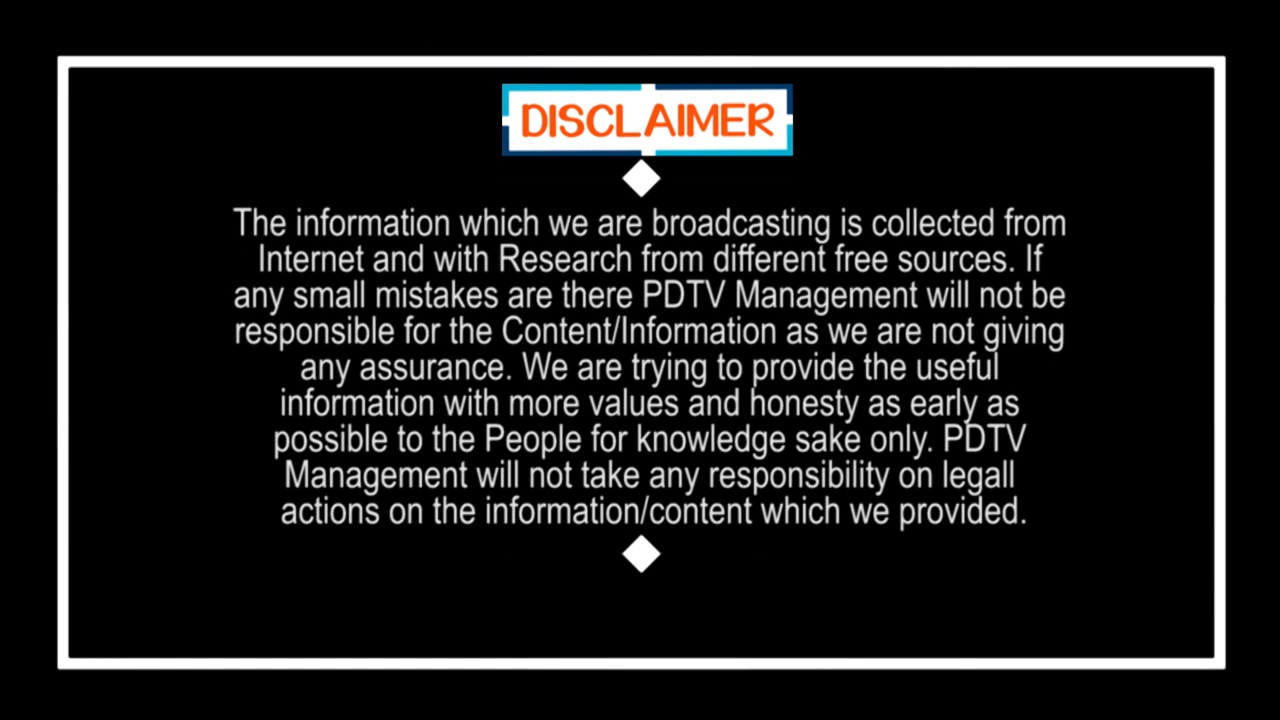 DISCLAIMER
The information which we are broadcasting is collected from
Internet and with Research from different free sources. If
any small mistakes are there PDTV Management will not be
responsible for the Content/Information as we are not giving
any assurance. We are trying to provide the useful
information with more values and honesty as early as
possible to the People for knowledge sake only. PDTV
Management will not take any responsibility on legall
actions on the information/content which we provided.